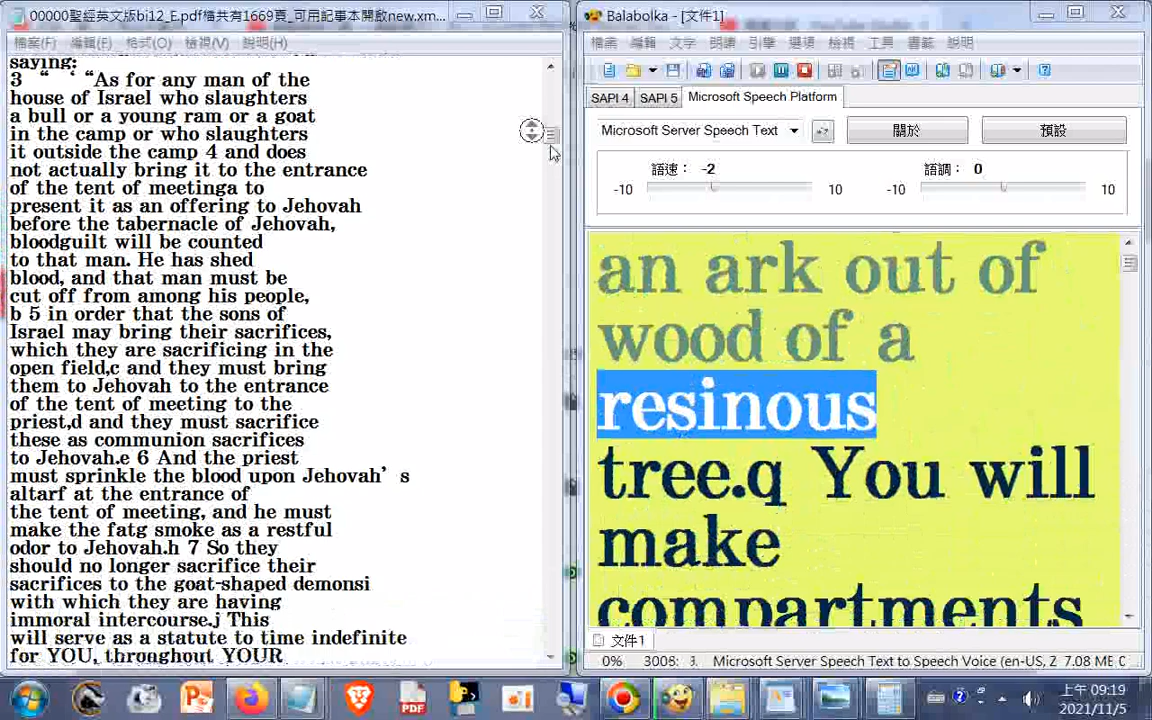 00000聖經英文版bi12_E.pdf檔共有1669頁_可用記事本開啟new.xm...
檔案(F) 編輯(E) 格式(O) 檢視(V) 說明(H)
saying:
3 “ ‘ “As for any man of the
house of Israel who slaughters
a bull or a young ram or a goat
in the camp or who slaughters
it outside the camp 4 and does
not actually bring it to the entrance
of the tent of meetinga to
present it as an offering to Jehovah
before the tabernacle of Jehovah,
bloodguilt will be counted
to that man. He has shed
blood, and that man must be
cut off from among his people,
b 5 in order that the sons of
Israel may bring their sacrifices,
which they are sacrificing in the
open field,c and they must bring
them to Jehovah to the entrance
of the tent of meeting to the
priest,d and they must sacrifice
these as communion sacrifices
to Jehovah.e 6 And the priest
must sprinkle the blood upon Jehovah’s
altarf at the entrance of
the tent of meeting, and he must
make the fatg smoke as a restful
odor to Jehovah.h 7 So they
should no longer sacrifice their
sacrifices to the goat-shaped demonsi
with which they are having
immoral intercourse.j This
will serve as a statute to time indefinite
for YOU, throughout YOUR
Balabolka - [文件1]
檔案 編輯 文字 朗讀 引擎 選項 檢視 工具 書籤 說明
SAPI 4 SAPI 5 Microsoft Speech Platform
Microsoft Server Speech Text 關於 預設
語速： -2 語調： 0
-10 10 -10 10
an ark out of
wood of a
resinous
tree.q You will
make
compartments
文件1
0% 3008: Microsoft Server Speech Text to Speech Voice (en-US, Z 7.08 MB
PDF
上午 09:19
2021/11/5